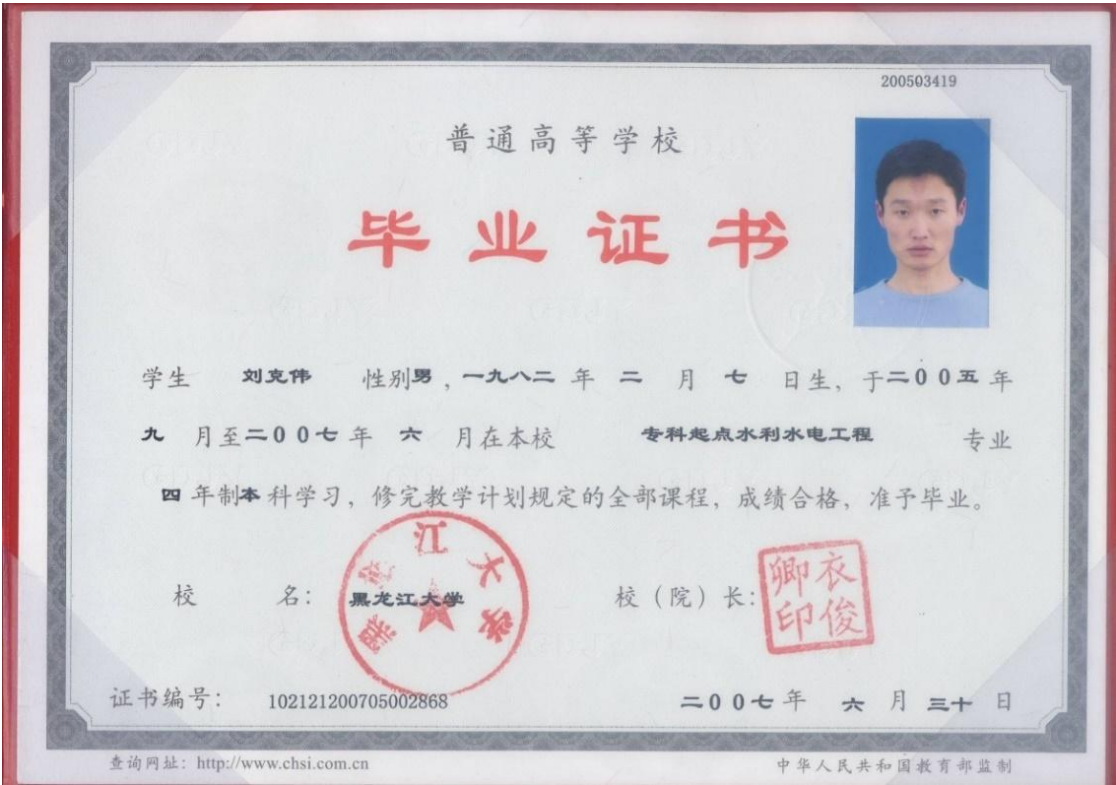 200503419
普通高等学校
毕业证书
学生 刘克伟 性别男，一九八二年 二 月 七 日生，于二00五年
九 月至二00七年 六 月在本校 专科起点水利水电工程 专业
四年制本科学习，修完教学计划规定的全部课程，成绩合格，准予毕业。
黑龙江大学
校 名： 黑龙江大学 校（院）长：
衣俊卿印
证书编号： 102121200705002868 二00七年 六 月 三十 日
查询网址：http://www.chsi.com.cn 中华人民共和国教育部监制